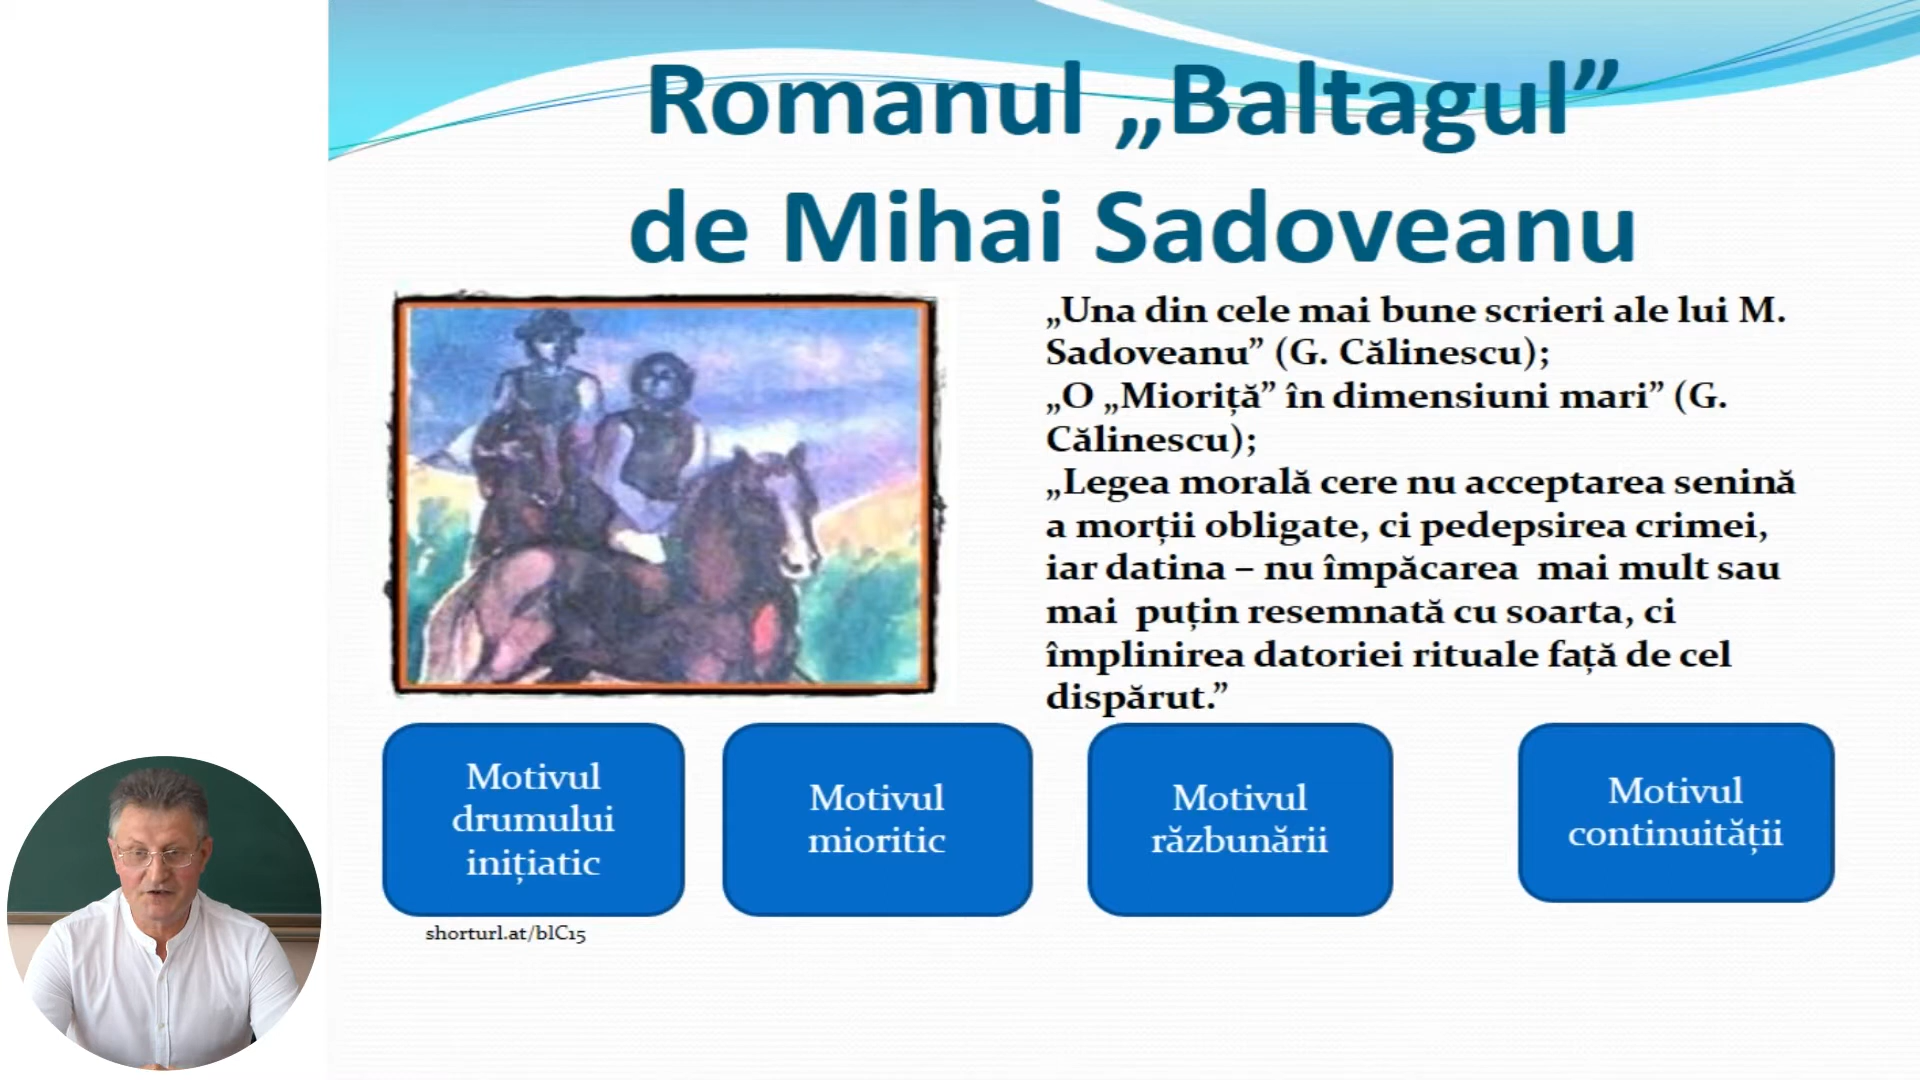 Romanul „Baltagul”
de Mihai Sadoveanu
„Una din cele mai bune scrieri ale lui M.
Sadoveanu” (G. Călinescu);
„O „Mioriță” în dimensiuni mari” (G.
Călinescu);
„Legea morală cere nu acceptarea senină
a morții obligate, ci pedepsirea crimei,
iar datina – nu împăcarea mai mult sau
mai puțin resemnată cu soarta, ci
împlinirea datoriei rituale față de cel
dispărut.”
Motivul
drumului
inițiatic
Motivul
mioritic
Motivul
răzbunării
Motivul
continuității
shorturl.at/blC15